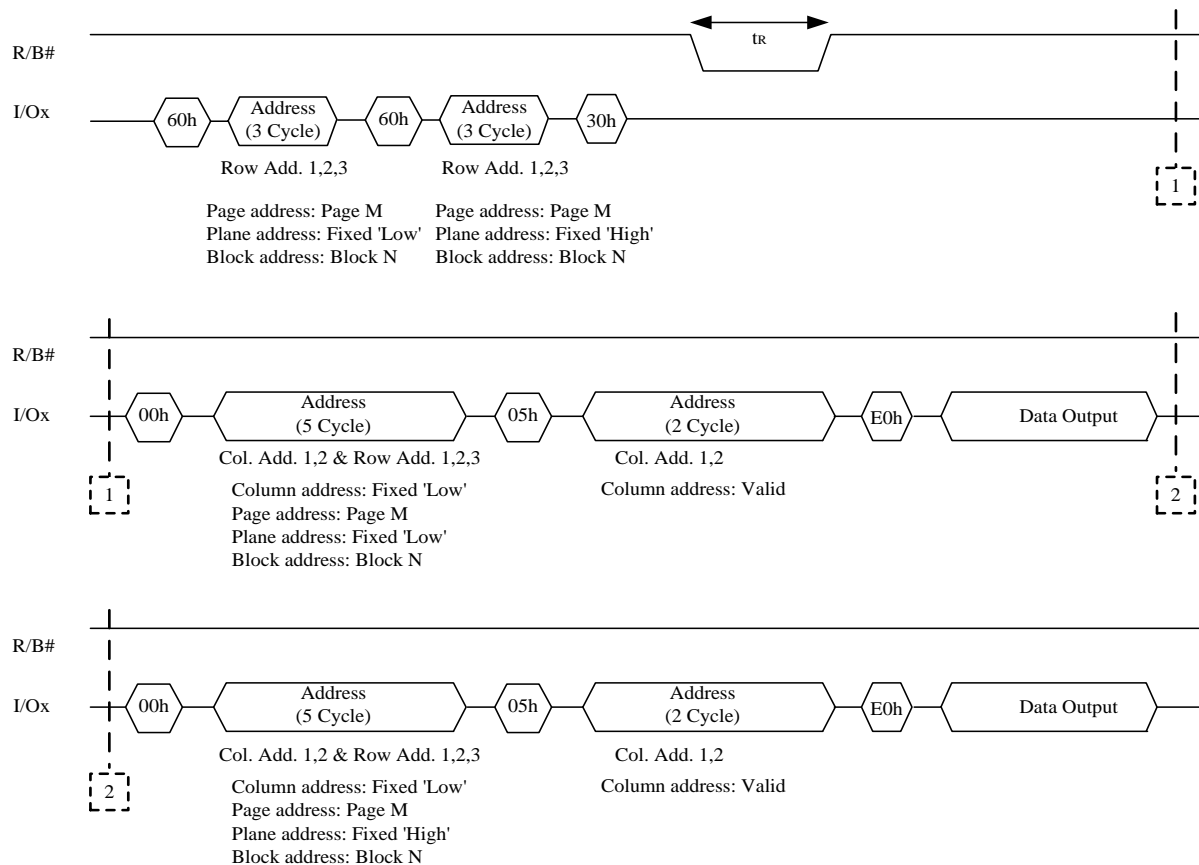 tR
R/B#
I/Ox
60h
Address
(3 Cycle)
60h
Address
(3 Cycle)
30h
Row Add. 1,2,3
Row Add. 1,2,3
1
Page address: Page M
Plane address: Fixed 'Low'
Block address: Block N
Page address: Page M
Plane address: Fixed 'High'
Block address: Block N
R/B#
I/Ox
00h
Address
(5 Cycle)
05h
Address
(2 Cycle)
E0h
Data Output
Col. Add. 1,2 & Row Add. 1,2,3
Col. Add. 1,2
1
Column address: Fixed 'Low'
Page address: Page M
Plane address: Fixed 'Low'
Block address: Block N
Column address: Valid
2
R/B#
I/Ox
00h
Address
(5 Cycle)
05h
Address
(2 Cycle)
E0h
Data Output
Col. Add. 1,2 & Row Add. 1,2,3
Col. Add. 1,2
2
Column address: Fixed 'Low'
Page address: Page M
Plane address: Fixed 'High'
Block address: Block N
Column address: Valid